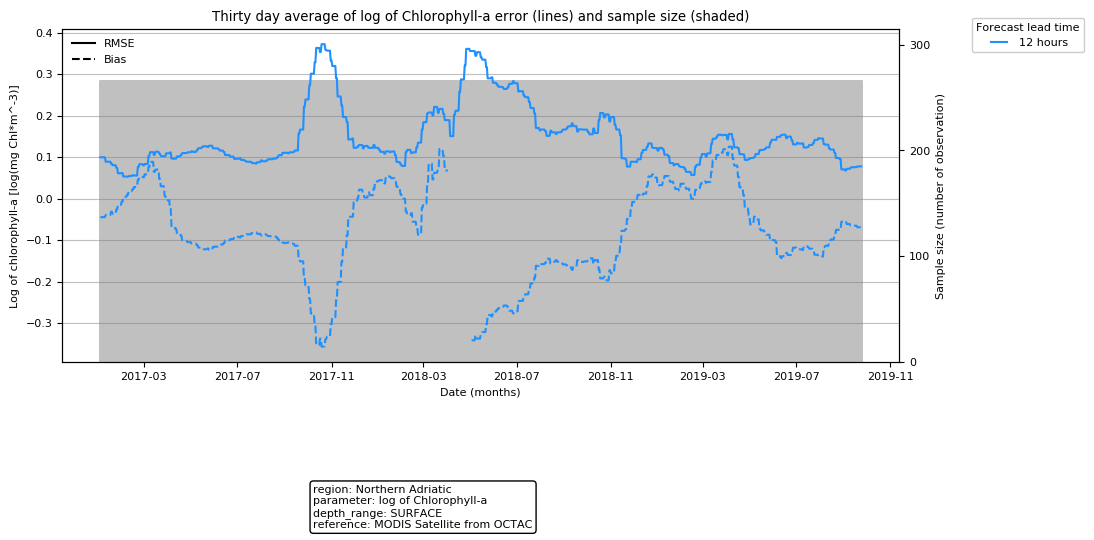 Thirty day average of log of Chlorophyll-a error (lines) and sample size (shaded)
Forecast lead time
12 hours
RMSE
Bias
0.4
0.3
0.2
0.1
0.0
−0.1
−0.2
−0.3
Log of chlorophyll-a [log(mg Chl*m^-3)]
300
200
100
0
Sample size (number of observation)
2017-03
2017-07
2017-11
2018-03
2018-07
2018-11
2019-03
2019-07
2019-11
Date (months)
region: Northern Adriatic
parameter: log of Chlorophyll-a
depth_range: SURFACE
reference: MODIS Satellite from OCTAC